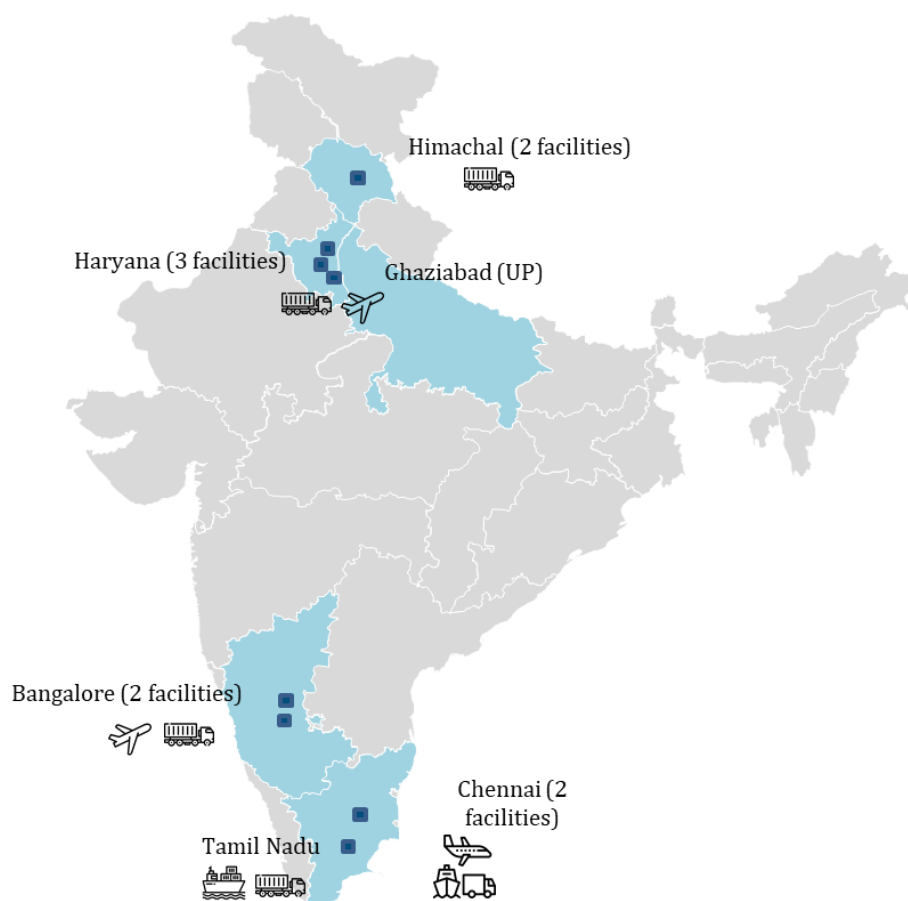 Himachal (2 facilities)
Haryana (3 facilities)
Ghaziabad (UP)
Bangalore (2 facilities)
Chennai (2
facilities)
Tamil Nadu